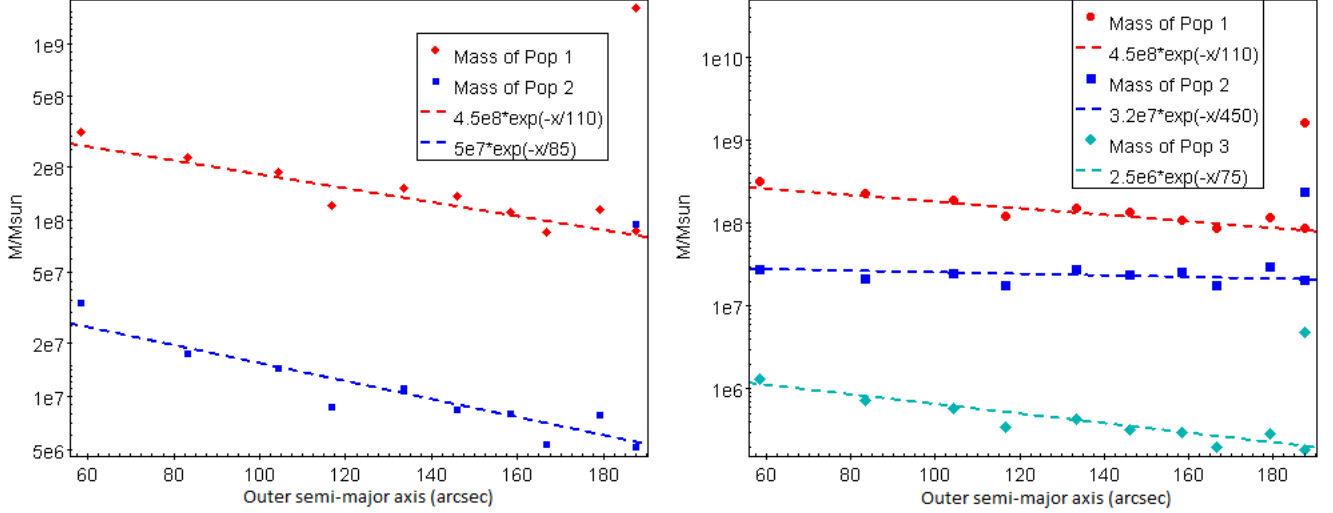 1e9
5e8
2e8
1e8
5e7
2e7
1e7
5e6
M/Msun
Mass of Pop 1
Mass of Pop 2
4.5e8*exp(-x/110)
5e7*exp(-x/85)
60 80 100 120 140 160 180
Outer semi-major axis (arcsec)
1e10
1e9
1e8
1e7
1e6
M/Msun
Mass of Pop 1
4.5e8*exp(-x/110)
Mass of Pop 2
3.2e7*exp(-x/450)
Mass of Pop 3
2.5e6*exp(-x/75)
60 80 100 120 140 160 180
Outer semi-major axis (arcsec)